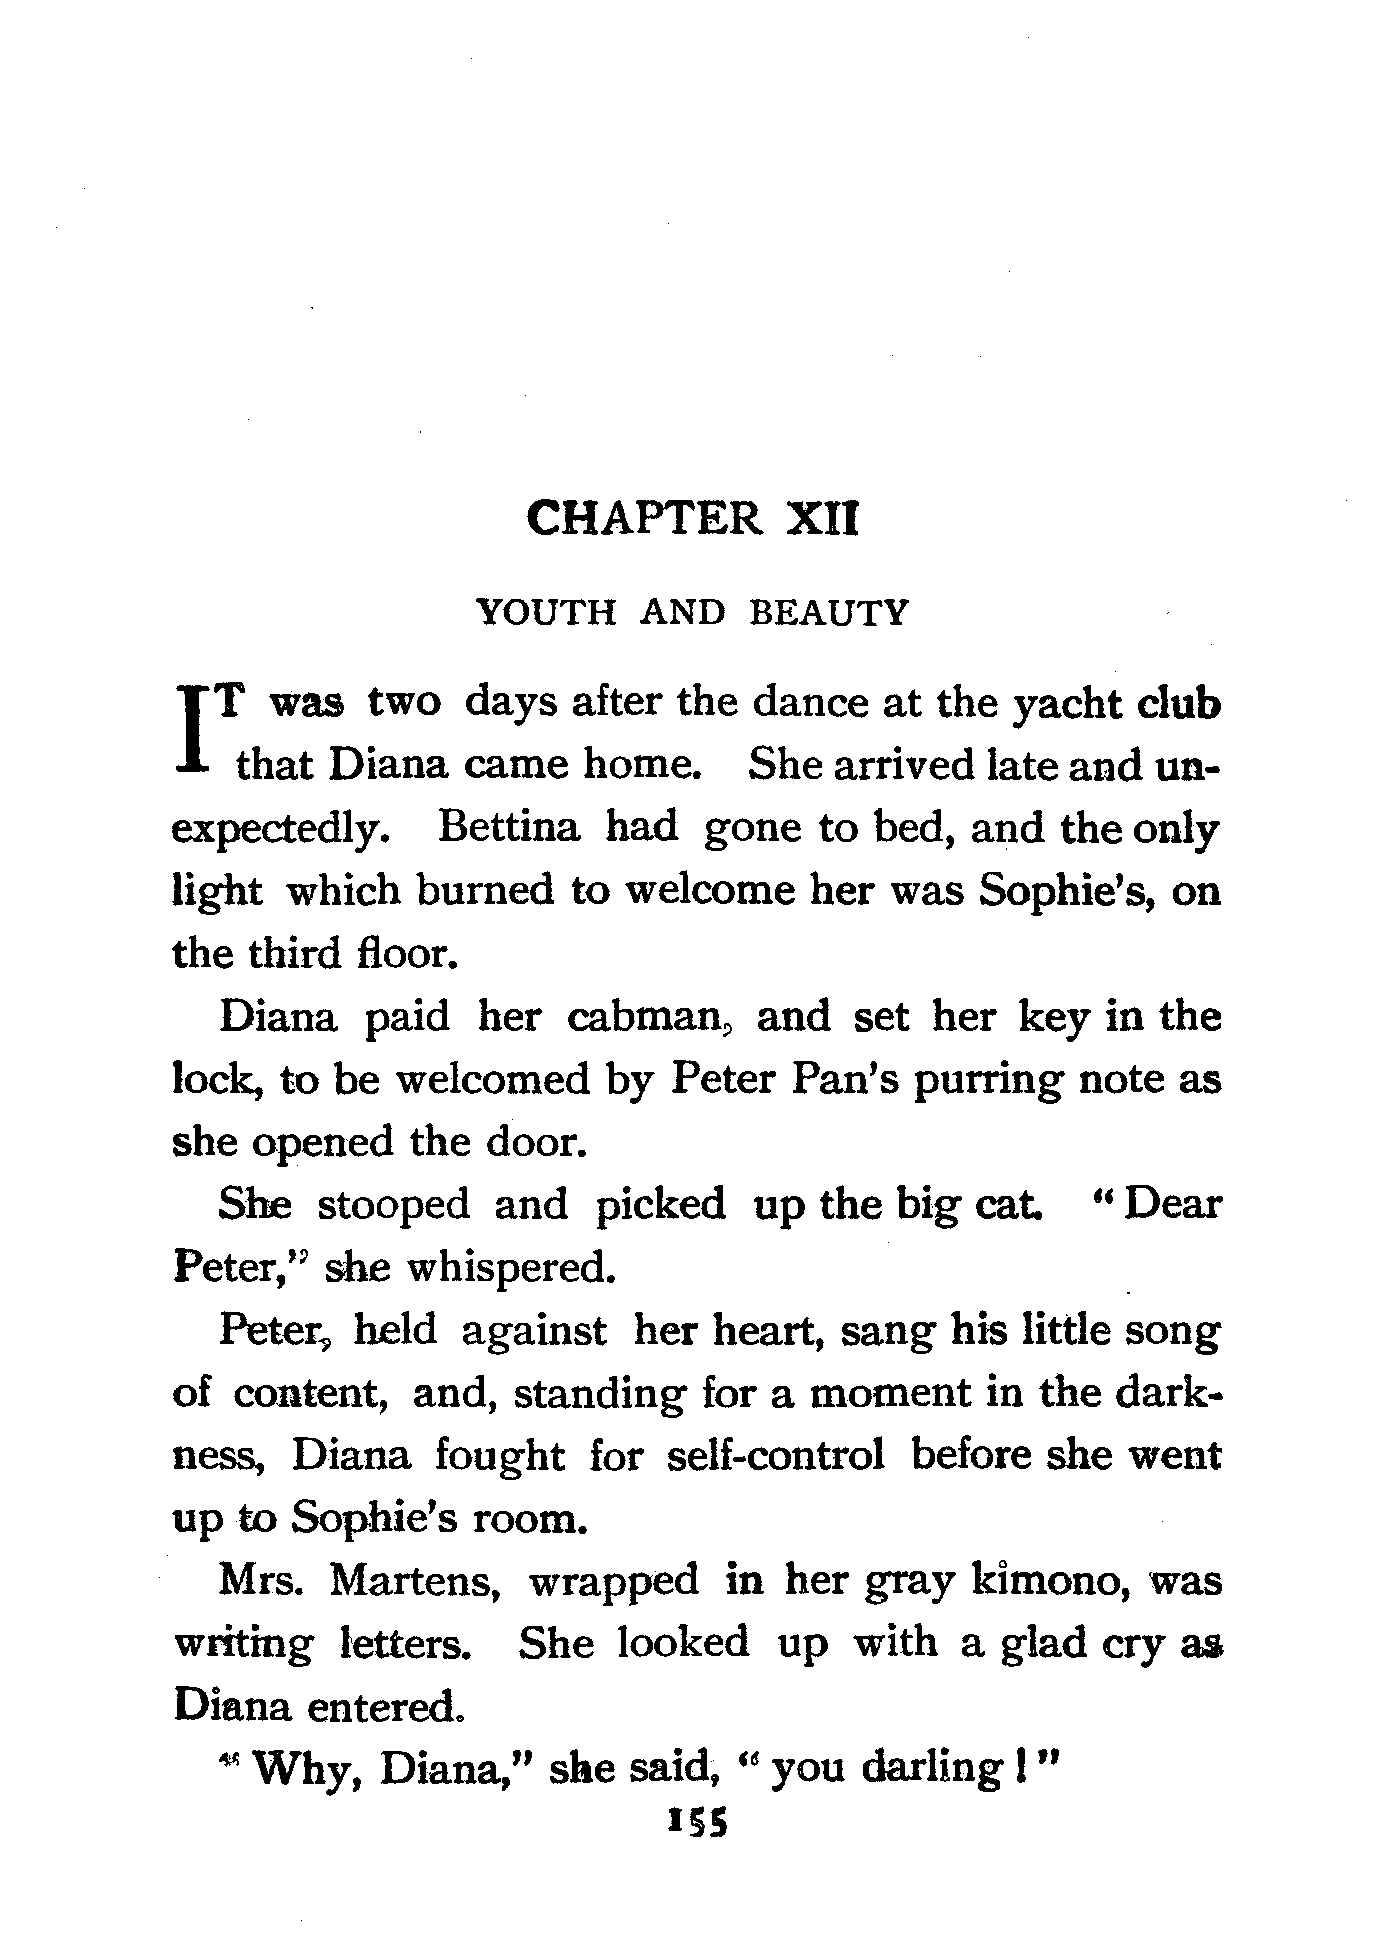 CHAPTER XII
YOUTH AND BEAUTY
IT was two days after the dance at the yacht club
that Diana came home. She arrived late and un-
expectedly. Bettina had gone to bed, and the only
light which burned to welcome her was Sophie's, on
the third floor.
Diana paid her cabman, and set her key in the
lock, to be welcomed by Peter Pan's purring note as
she opened the door.
She stooped and picked up the big cat. "Dear
Peter," she whispered.
Peter, held against her heart, sang his little song
of content, and, standing for a moment in the dark-
ness, Diana fought for self-control before she went
up to Sophie's room.
Mrs. Martens, wrapped in her gray kimono, was
writing letters. She looked up with a glad cry as
Diana entered.
"Why, Diana," she said, "you darling!"
155